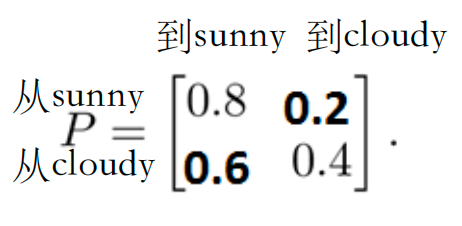 到sunny 到cloudy
从sunny 0.8 0.2
P = .
从cloudy 0.6 0.4